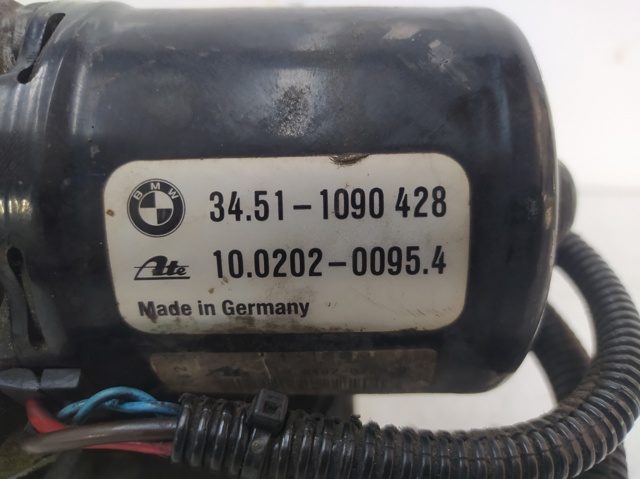 BMW
34.51-1090 428
Ate
10.0202-0095.4
Made in Germany